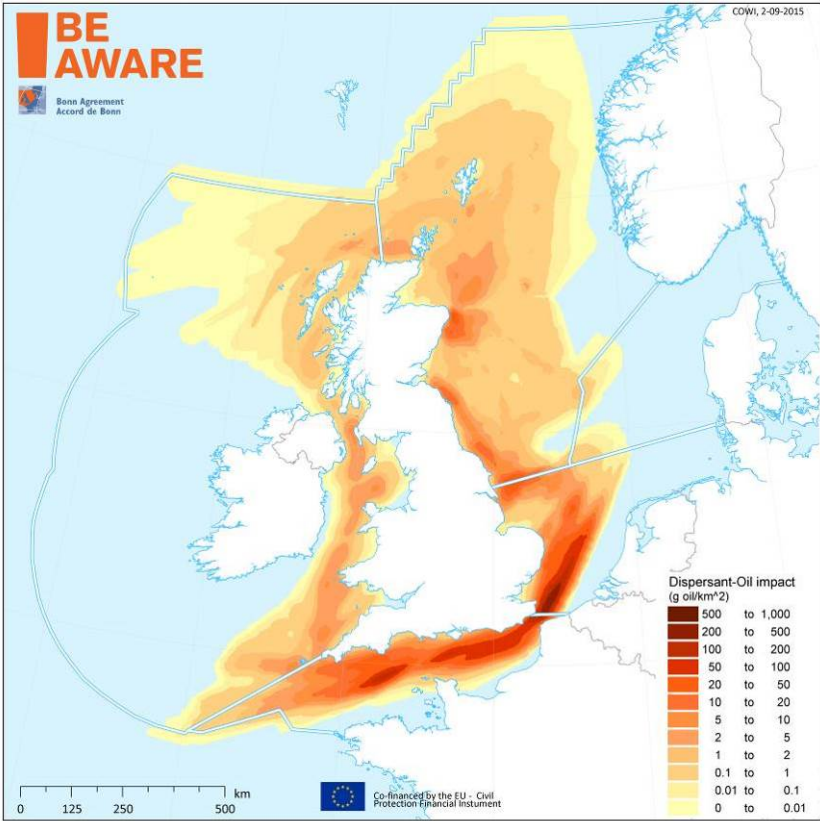 COWI, 2-09-2015
BE
AWARE
Bonn Agreement
Accord de Bonn
Dispersant-Oil impact
(g oil/km^2)
500 to 1,000
200 to 500
100 to 200
50 to 100
20 to 50
10 to 20
5 to 10
2 to 5
1 to 2
0.1 to 1
0.01 to 0.1
0 to 0.01
km
0 125 250 500
Co-financed by the EU - Civil
Protection Financial Instument